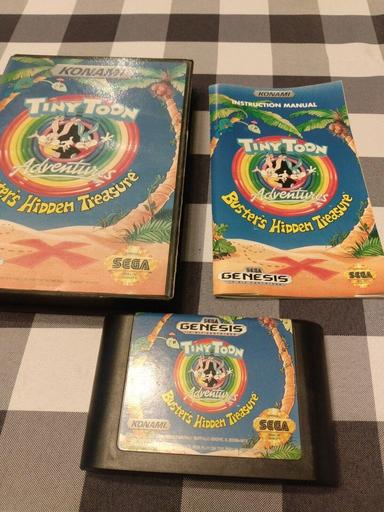 KONAMI
TINY TOON
Adventures
BUSTER'S HIDDEN TREASURE
SEGA
KONAMI
INSTRUCTION MANUAL
TINY TOON
Adventures
BUSTER'S HIDDEN TREASURE
SEGA
GENESIS
SEGA
SEGA
GENESIS
TINY TOON
Adventures
BUSTER'S HIDDEN TREASURE
KONAMI
SEGA